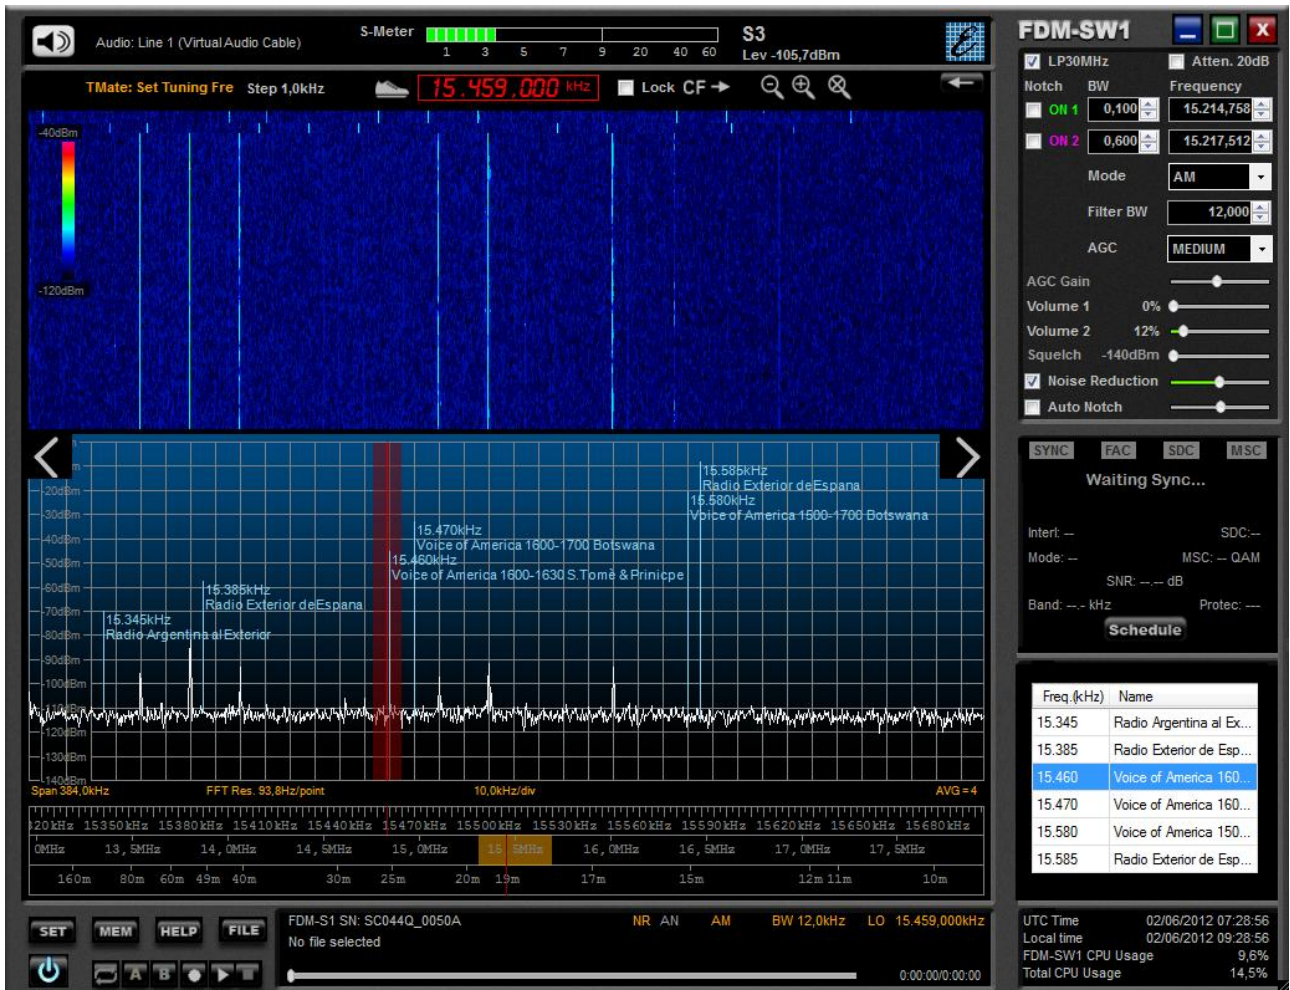 Audio: Line 1 (Virtual Audio Cable)
S-Meter
1 3 5 7 9 20 40 60
S3
Lev -105,7dBm
TMate: Set Tuning Fre Step 1,0kHz
15.459.000 kHz
Lock CF
-40dBm
-120dBm
-20dBm
-30dBm
-40dBm
-50dBm
-60dBm
-70dBm
-80dBm
-90dBm
-100dBm
-110dBm
-120dBm
-130dBm
-140dBm
15.585kHz
Radio Exterior deEspana
15.580kHz
Voice of America 1500-1700 Botswana
15.470kHz
Voice of America 1600-1700 Botswana
15.460kHz
Voice of America 1600-1630 S.Tomè & Prinicpe
15.385kHz
Radio Exterior deEspana
15.345kHz
Radio Argentina al Exterior
Span 384,0kHz FFT Res. 93,8Hz/point 10,0kHz/div AVG=4
320kHz 15350kHz 15380kHz 15410kHz 15440kHz 15470kHz 15500kHz 15530kHz 15560kHz 15590kHz 15620kHz 15650kHz 15680kHz
0MHz 13,5MHz 14,0MHz 14,5MHz 15,0MHz 15,5MHz 16,0MHz 16,5MHz 17,0MHz 17,5MHz
160m 80m 60m 49m 40m 30m 25m 20m 19m 17m 15m 12m 11m 10m
SET MEM HELP FILE
A B
FDM-S1 SN: SC044Q_0050A
NR AN AM BW 12,0kHz LO 15.459,000kHz
No file selected
0:00:00/0:00:00
FDM-SW1 X
LP30MHz Atten. 20dB
Notch BW Frequency
ON 1 0,100 15.214,758
ON 2 0,600 15.217,512
Mode AM
Filter BW 12,000
AGC MEDIUM
AGC Gain
Volume 1 0%
Volume 2 12%
Squelch -140dBm
Noise Reduction
Auto Notch
SYNC FAC SDC MSC
Waiting Sync...
Interl: -- SDC:--
Mode: -- MSC: -- QAM
SNR: --.-- dB
Band: --.- kHz Protec: ---
Schedule
Freq.(kHz) Name
15.345 Radio Argentina al Ex...
15.385 Radio Exterior de Esp...
15.460 Voice of America 160...
15.470 Voice of America 160...
15.580 Voice of America 150...
15.585 Radio Exterior de Esp...
UTC Time 02/06/2012 07:28:56
Local time 02/06/2012 09:28:56
FDM-SW1 CPU Usage 9,6%
Total CPU Usage 14,5%